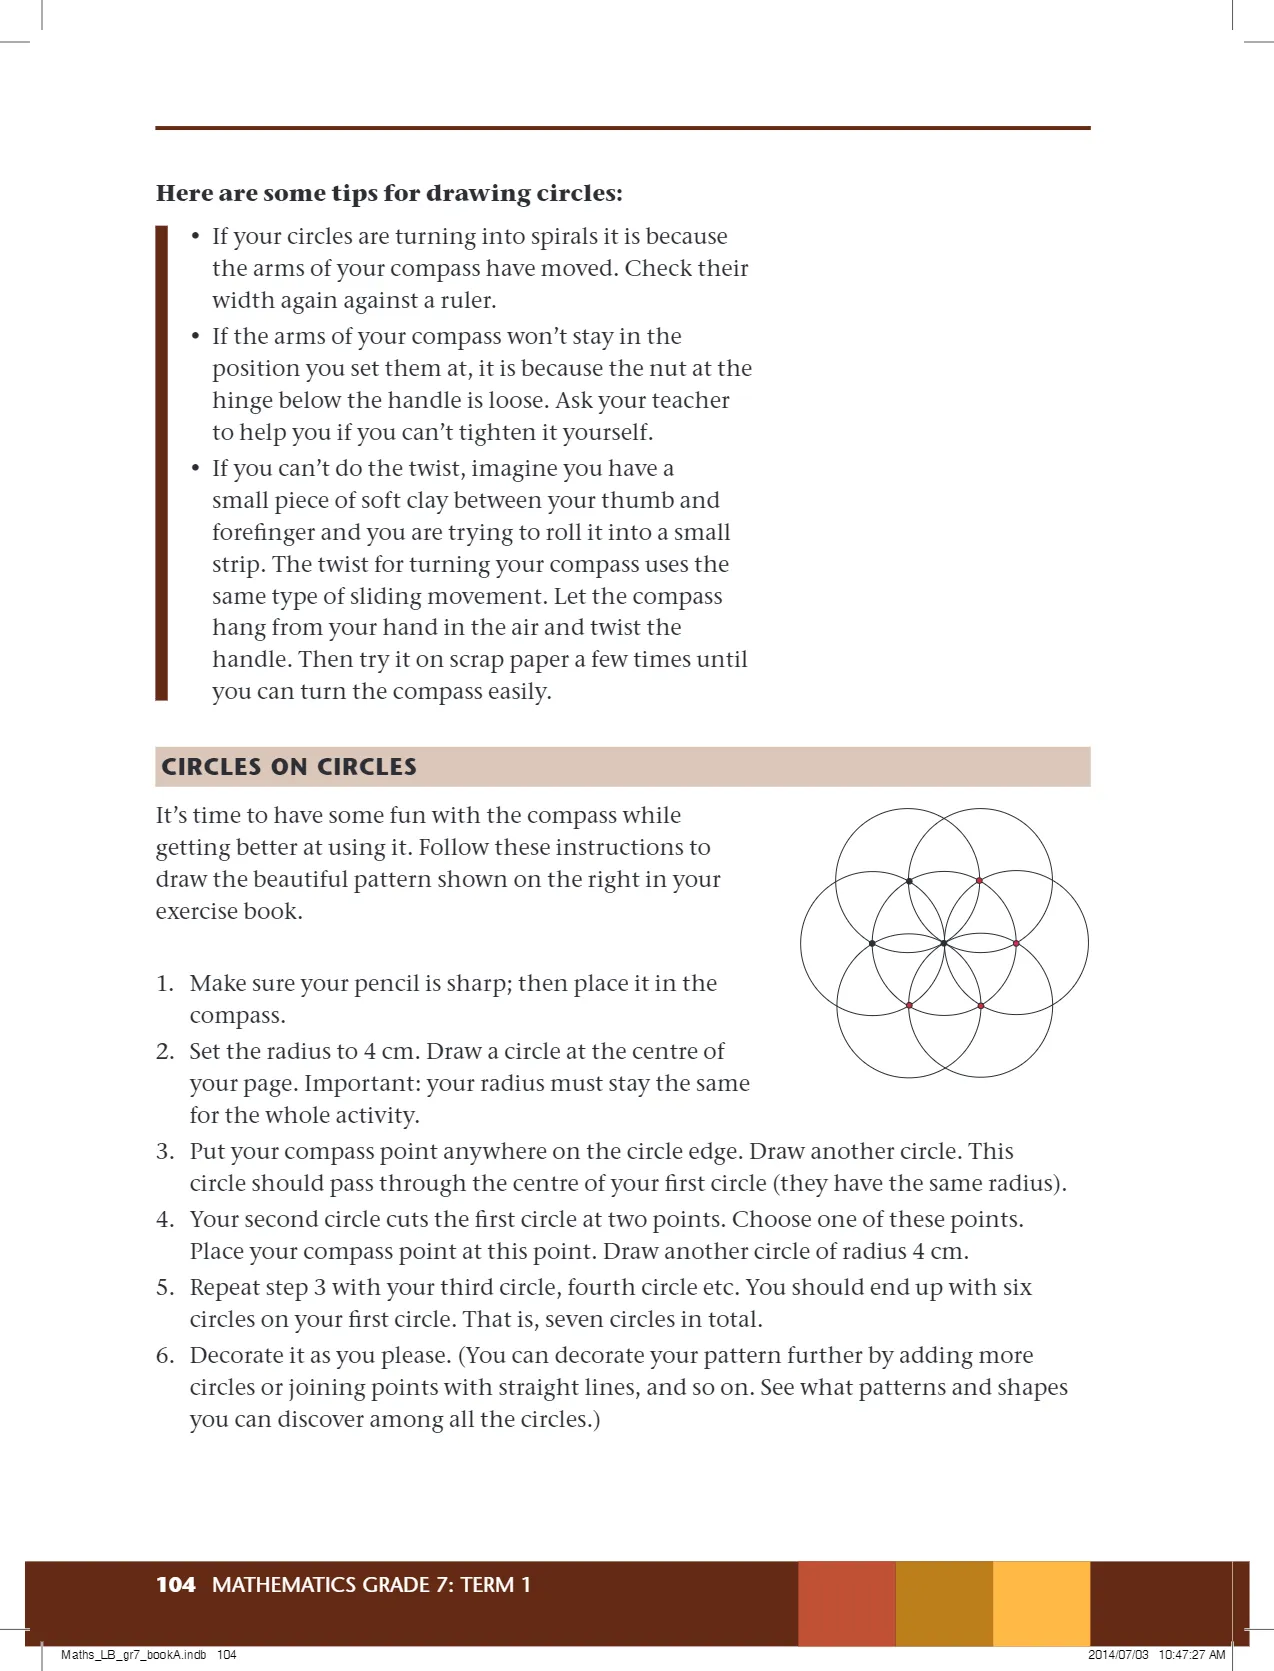 Here are some tips for drawing circles:
• If your circles are turning into spirals it is because
the arms of your compass have moved. Check their
width again against a ruler.
• If the arms of your compass won’t stay in the
position you set them at, it is because the nut at the
hinge below the handle is loose. Ask your teacher
to help you if you can’t tighten it yourself.
• If you can’t do the twist, imagine you have a
small piece of soft clay between your thumb and
forefinger and you are trying to roll it into a small
strip. The twist for turning your compass uses the
same type of sliding movement. Let the compass
hang from your hand in the air and twist the
handle. Then try it on scrap paper a few times until
you can turn the compass easily.
CIRCLES ON CIRCLES
It’s time to have some fun with the compass while
getting better at using it. Follow these instructions to
draw the beautiful pattern shown on the right in your
exercise book.
1. Make sure your pencil is sharp; then place it in the
compass.
2. Set the radius to 4 cm. Draw a circle at the centre of
your page. Important: your radius must stay the same
for the whole activity.
3. Put your compass point anywhere on the circle edge. Draw another circle. This
circle should pass through the centre of your first circle (they have the same radius).
4. Your second circle cuts the first circle at two points. Choose one of these points.
Place your compass point at this point. Draw another circle of radius 4 cm.
5. Repeat step 3 with your third circle, fourth circle etc. You should end up with six
circles on your first circle. That is, seven circles in total.
6. Decorate it as you please. (You can decorate your pattern further by adding more
circles or joining points with straight lines, and so on. See what patterns and shapes
you can discover among all the circles.)
104 MATHEMATICS GRADE 7: TERM 1
Maths_LB_gr7_bookA.indb 104
2014/07/03 10:47:27 AM